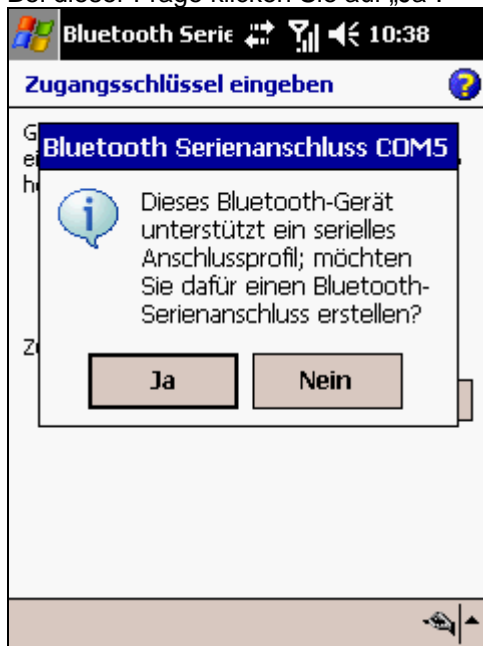 Bei dieser Frage klicken Sie auf „Ja“.
Bluetooth Serie 10:38
Zugangsschlüssel eingeben
Bluetooth Serienanschluss COM5
Dieses Bluetooth-Gerät
unterstützt ein serielles
Anschlussprofil; möchten
Sie dafür einen Bluetooth-
Serienanschluss erstellen?
Ja Nein